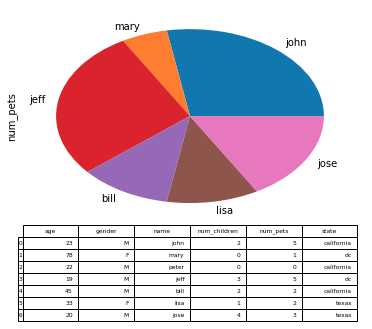 mary
john
jeff
num_pets
jose
bill
lisa
age gender name num_children num_pets state
0 23 M john 2 5 california
1 78 F mary 0 1 dc
2 22 M peter 0 0 california
3 19 M jeff 3 5 dc
4 45 M bill 2 2 california
5 33 F lisa 1 2 texas
6 20 M jose 4 3 texas